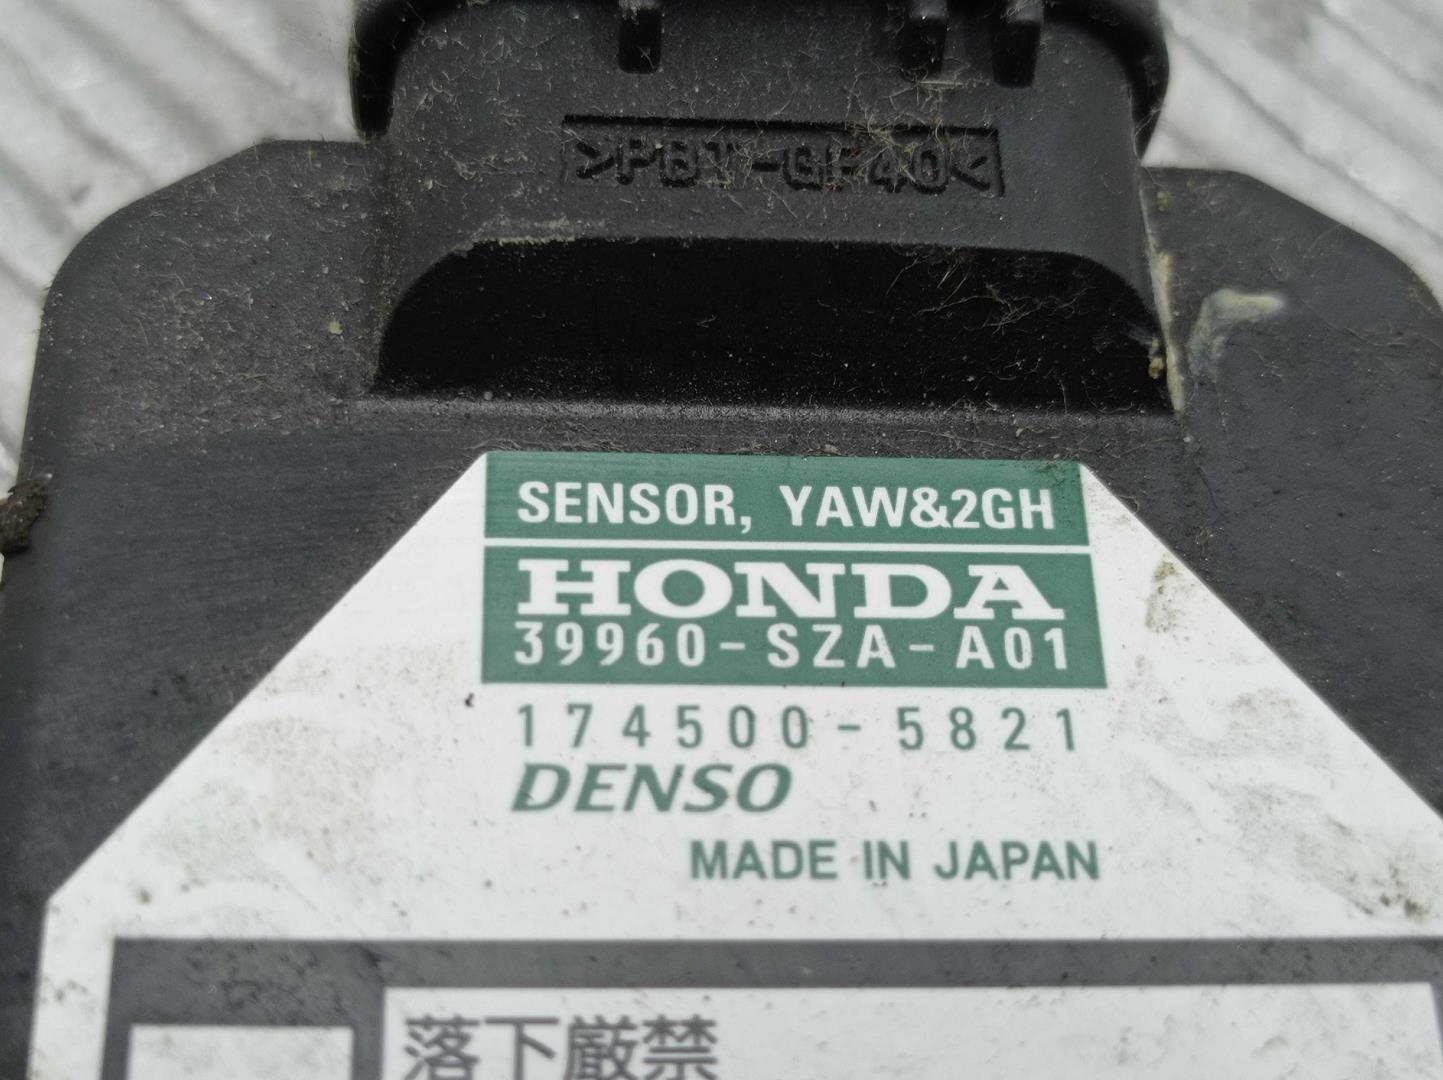 >PBT-GF40<
SENSOR, YAW&2GH
HONDA
39960-SZA-A01
174500-5821
DENSO
MADE IN JAPAN
落下厳禁